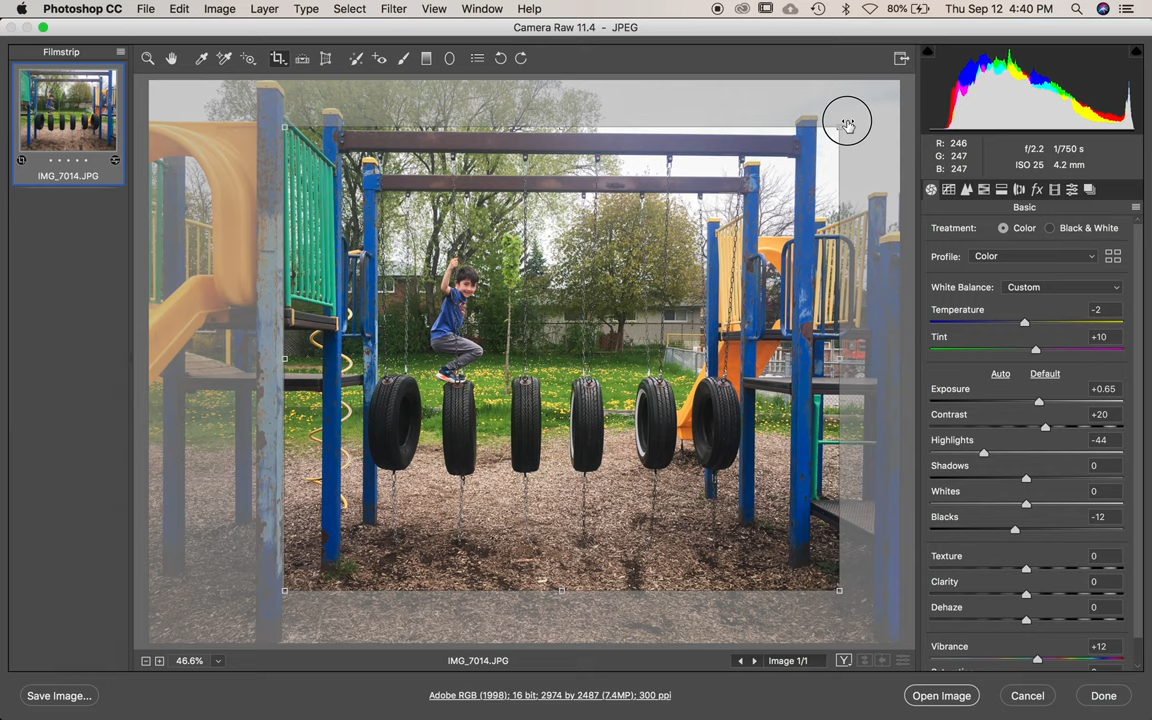 Photoshop CC File Edit Image Layer Type Select Filter View Window Help 80% Thu Sep 12 4:40 PM
Camera Raw 11.4 - JPEG
Filmstrip
IMG_7014.JPG
R: 246
G: 247
B: 247
f/2.2 1/750 s
ISO 25 4.2 mm
fx
Basic
Treatment: Color Black & White
Profile: Color
White Balance: Custom
Temperature -2
Tint +10
Auto Default
Exposure +0.65
Contrast +20
Highlights -44
Shadows 0
Whites 0
Blacks -12
Texture 0
Clarity 0
Dehaze 0
Vibrance +12
46.6% IMG_7014.JPG Image 1/1 Y
Save Image... Adobe RGB (1998); 16 bit; 2974 by 2487 (7.4MP); 300 ppi Open Image Cancel Done